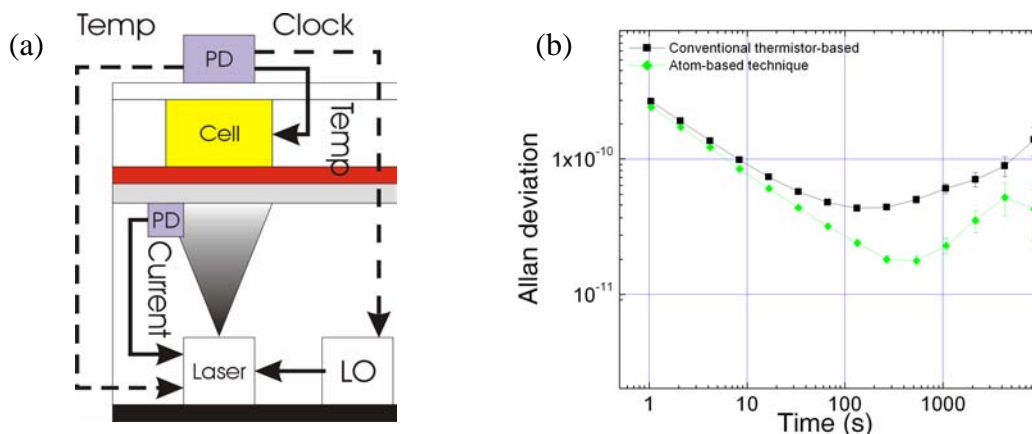 (a)
Temp Clock
PD
Temp
Cell
PD
Current
Laser
LO
(b)
Conventional thermistor-based
Atom-based technique
Allan deviation
1x10^-10
10^-11
1 10 100 1000
Time (s)